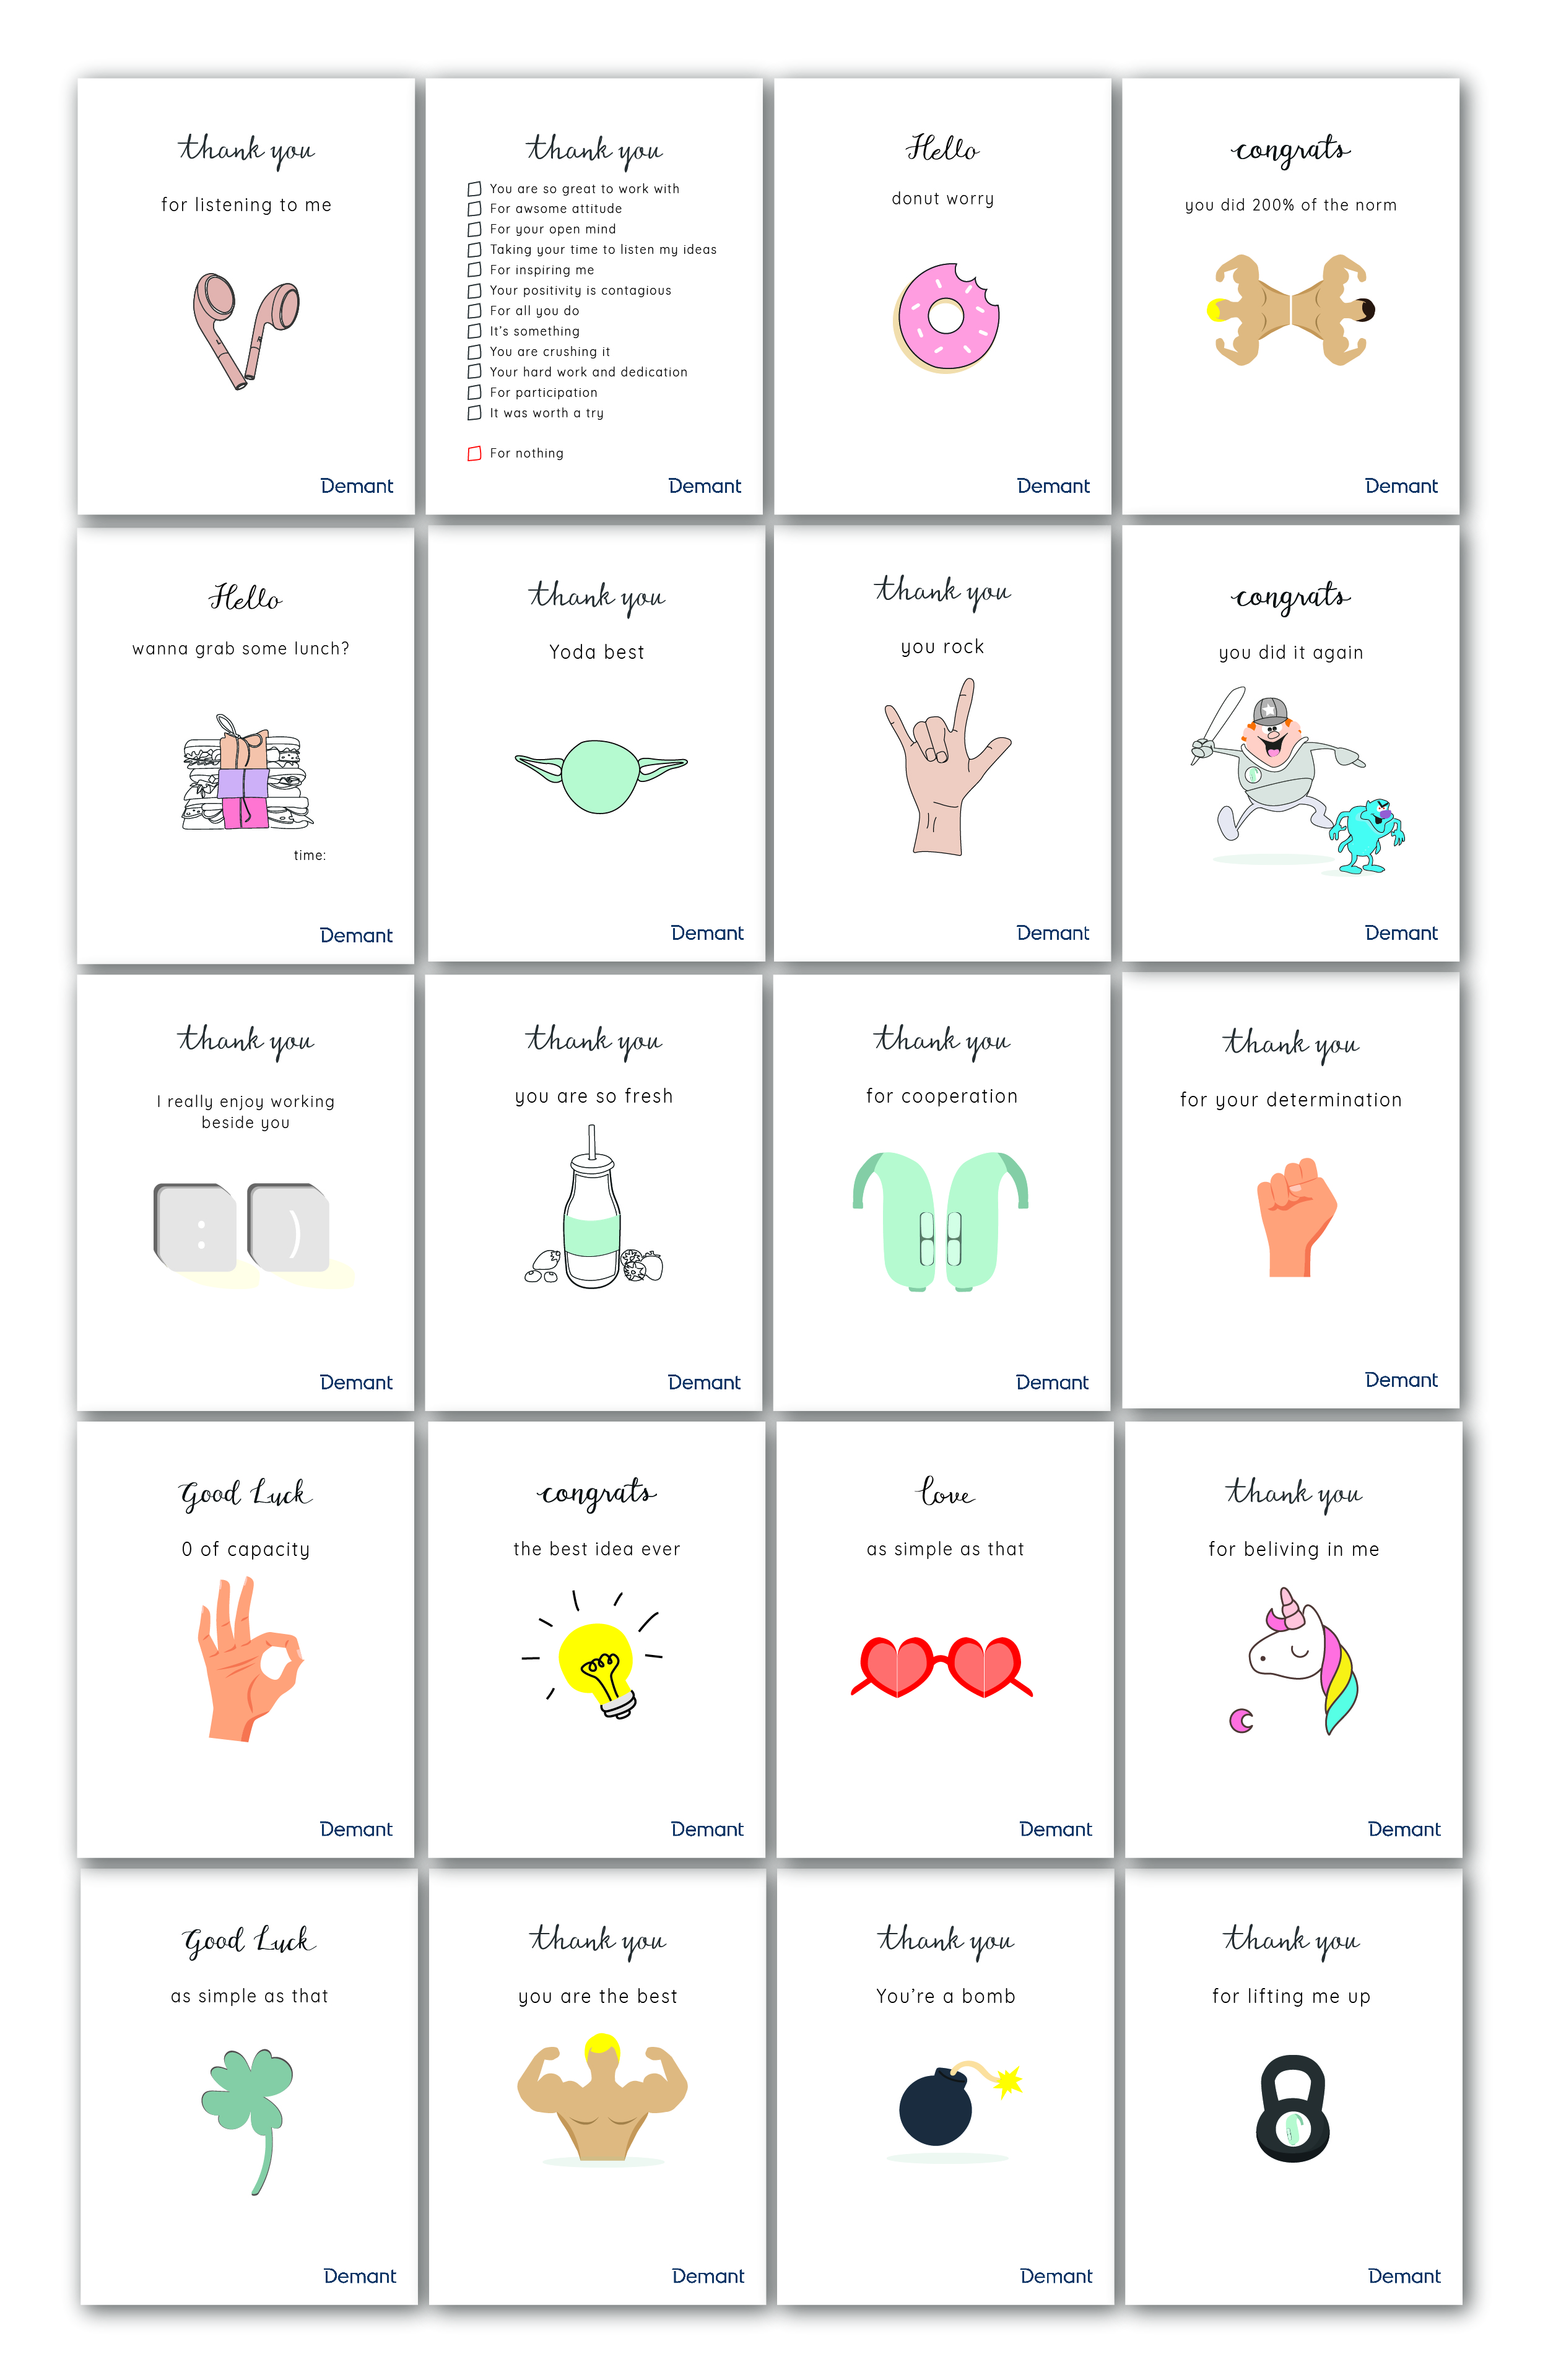 thank you
for listening to me
Demant
thank you
You are so great to work with
For awsome attitude
For your open mind
Taking your time to listen my ideas
For inspiring me
Your positivity is contagious
For all you do
It's something
You are crushing it
Your hard work and dedication
For participation
It was worth a try
For nothing
Demant
Hello
donut worry
Demant
congrats
you did 200% of the norm
Demant
Hello
wanna grab some lunch?
time:
Demant
thank you
Yoda best
Demant
thank you
you rock
Demant
congrats
you did it again
Demant
thank you
I really enjoy working
beside you
: )
Demant
thank you
you are so fresh
Demant
thank you
for cooperation
Demant
thank you
for your determination
Demant
Good Luck
0 of capacity
Demant
congrats
the best idea ever
Demant
love
as simple as that
Demant
thank you
for beliving in me
Demant
Good Luck
as simple as that
Demant
thank you
you are the best
Demant
thank you
You're a bomb
Demant
thank you
for lifting me up
Demant